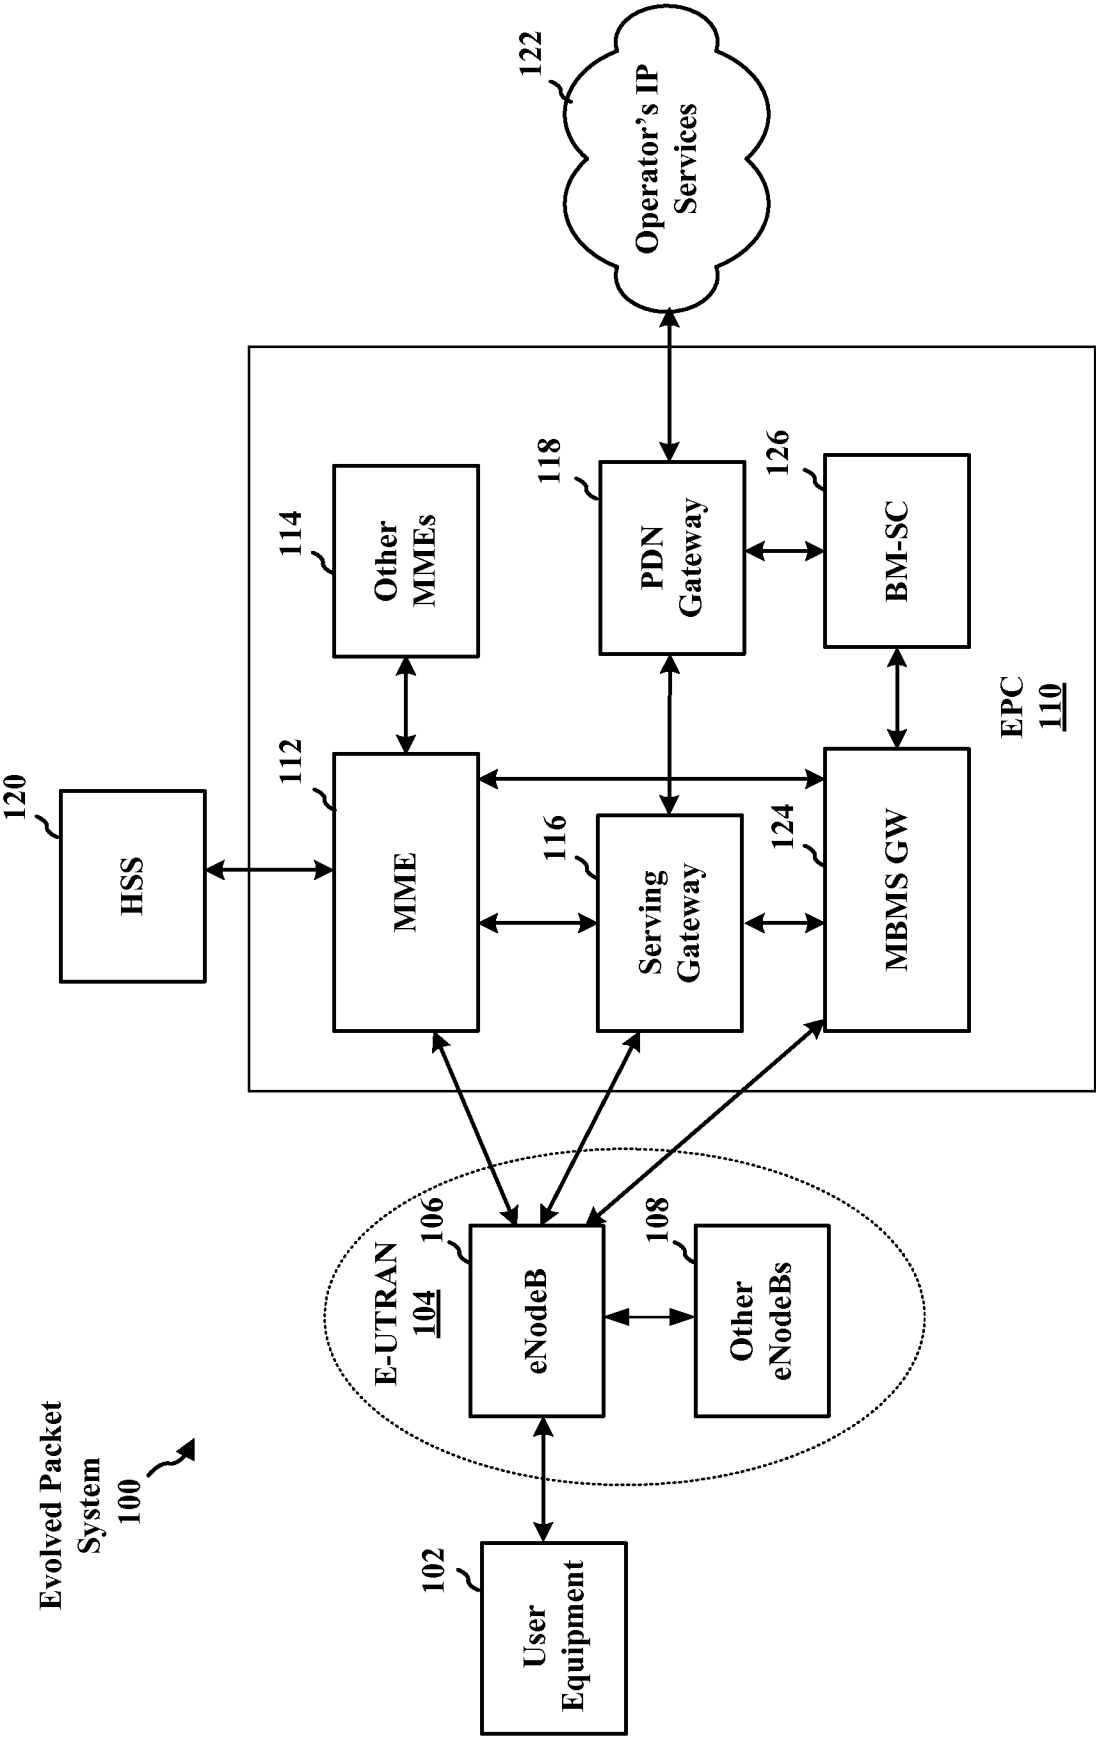 Evolved Packet
System
100
HSS
120
E-UTRAN
104
User
Equipment
102
eNodeB
106
Other
eNodeBs
108
MME
112
Other
MMEs
114
Serving
Gateway
116
PDN
Gateway
118
MBMS GW
124
BM-SC
126
EPC
110
Operator's IP
Services
122